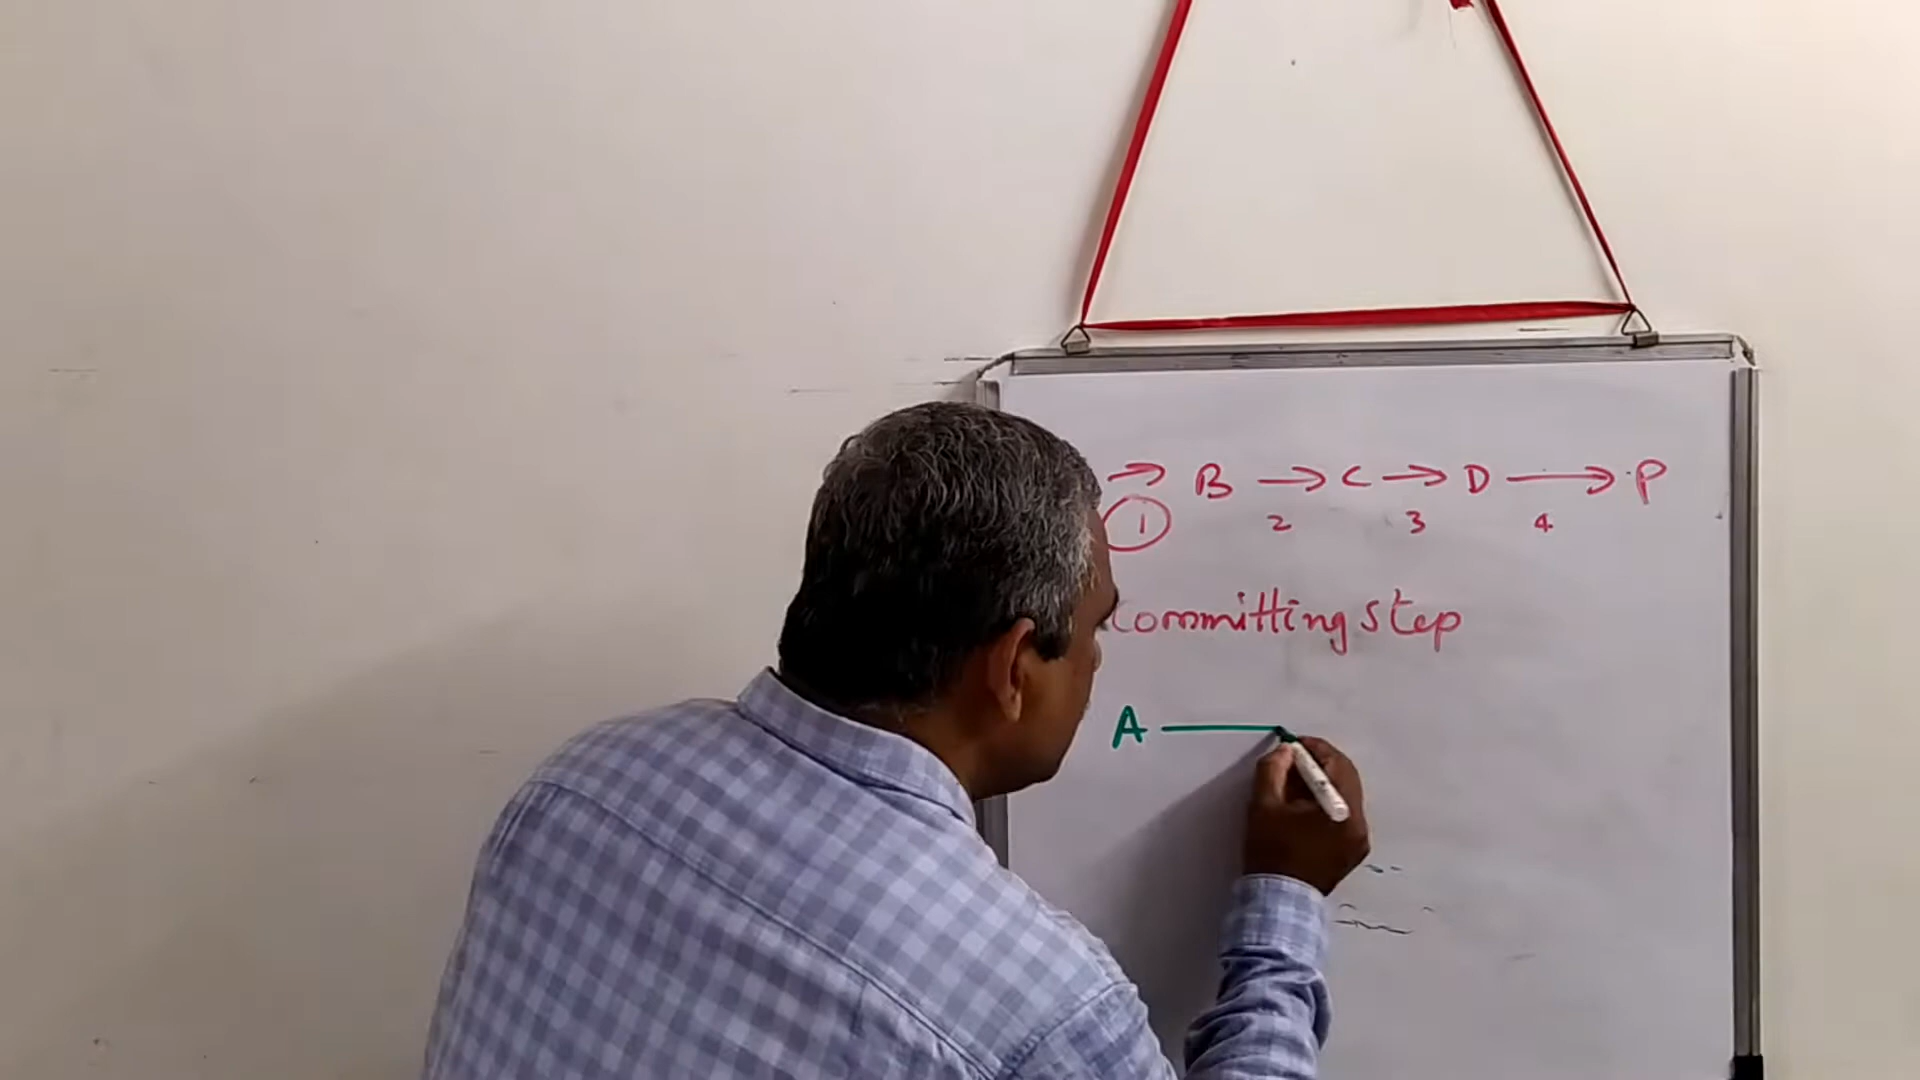 → B → C → D → P
1 2 3 4
Committing step
A